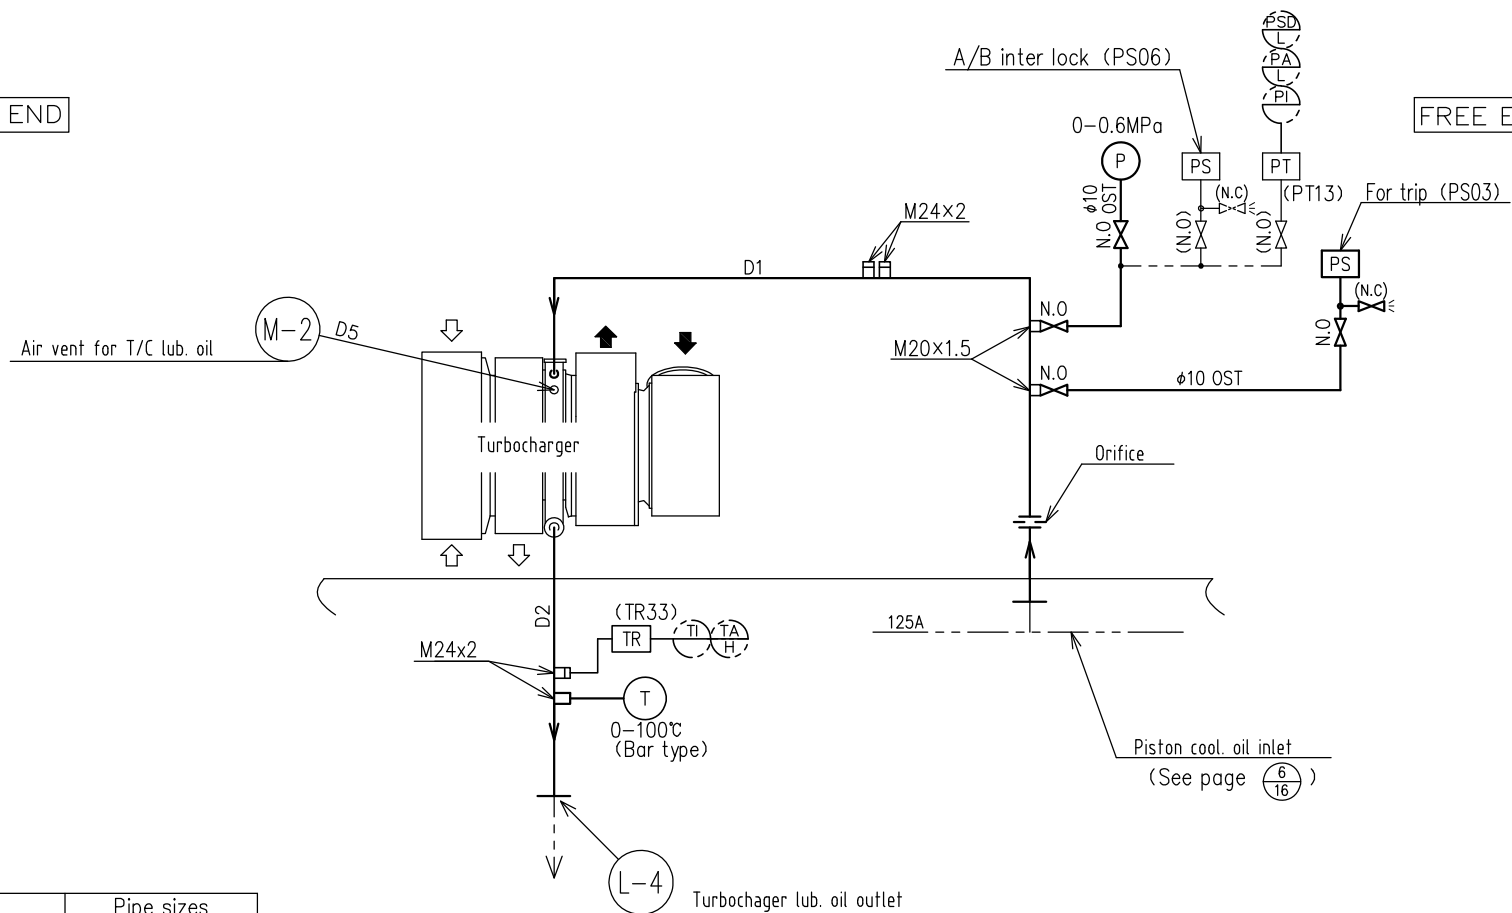 PSD
L
A/B inter lock (PS06)
PA
L
PI
END
FREE E
0-0.6MPa
P
PS
PT
(N.C)
(PT13)
For trip (PS03)
φ10
OST
N.O
(N.O)
(N.O)
M24×2
D1
PS
(N.C)
N.O
M-2
D5
N.O
Air vent for T/C lub. oil
M20×1.5
N.O
φ10 OST
Turbocharger
Orifice
D2
(TR33)
TR
TI
TA
H
125A
M24x2
T
0-100℃
(Bar type)
Piston cool. oil inlet
(See page 6/16)
L-4
Turbochager lub. oil outlet
Pipe sizes